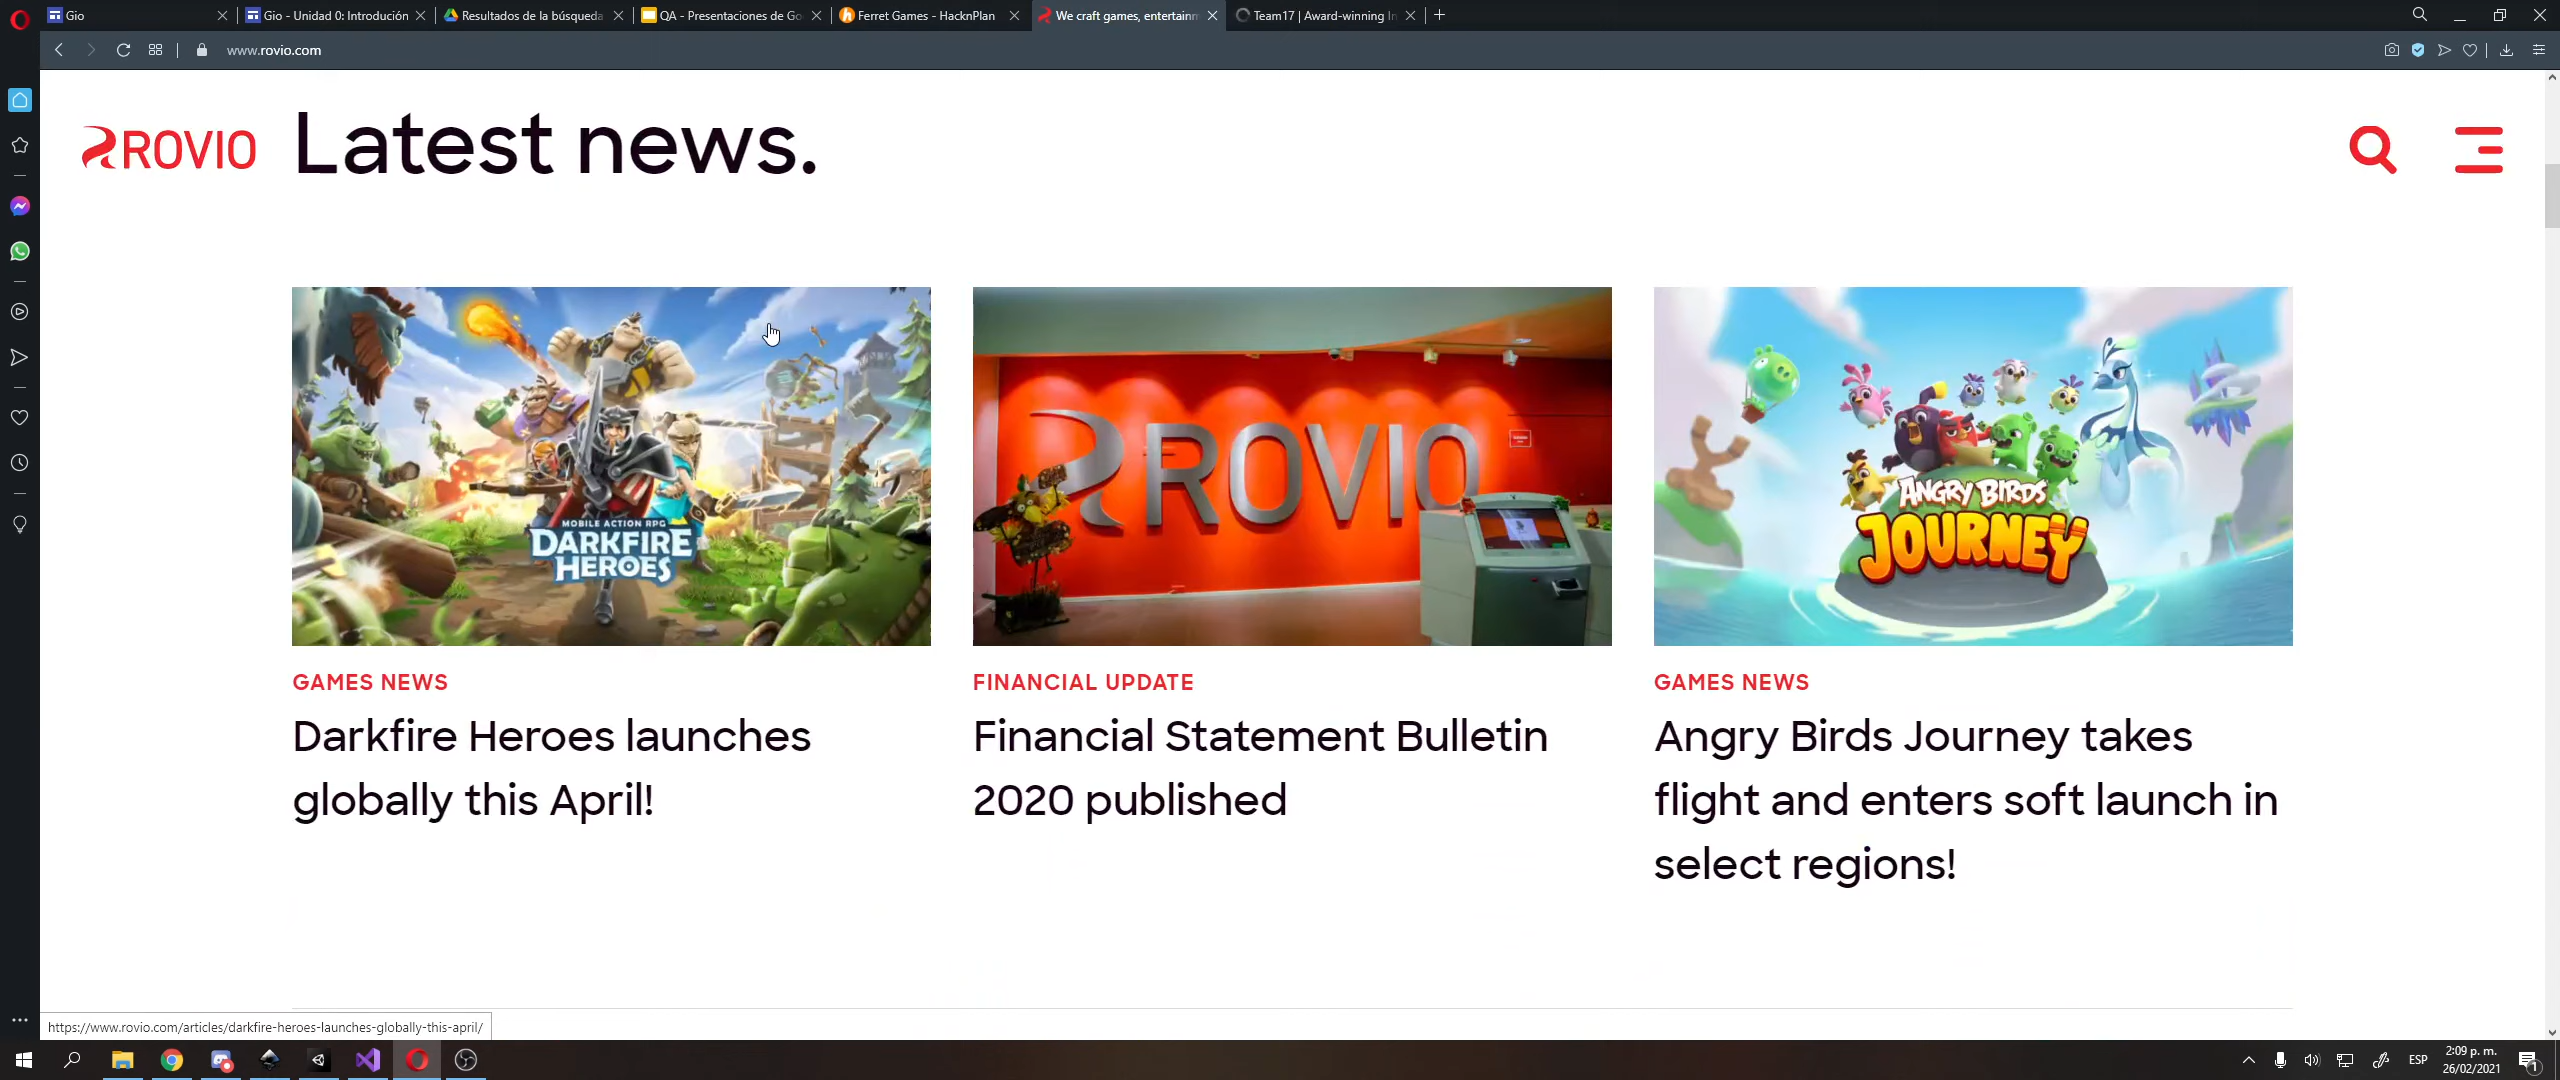 Gio
Gio - Unidad 0: Introducción
Resultados de la búsqueda
QA - Presentaciones de Go
Ferret Games - HacknPlan
We craft games, entertainm
Team17 | Award-winning In
www.rovio.com
ROVIO
Latest news.
MOBILE ACTION RPG
DARKFIRE
HEROES
ROVIO
ANGRY BIRDS
JOURNEY
GAMES NEWS
Darkfire Heroes launches
globally this April!
FINANCIAL UPDATE
Financial Statement Bulletin
2020 published
GAMES NEWS
Angry Birds Journey takes
flight and enters soft launch in
select regions!
https://www.rovio.com/articles/darkfire-heroes-launches-globally-this-april/
ESP
2:09 p. m.
26/02/2021
1